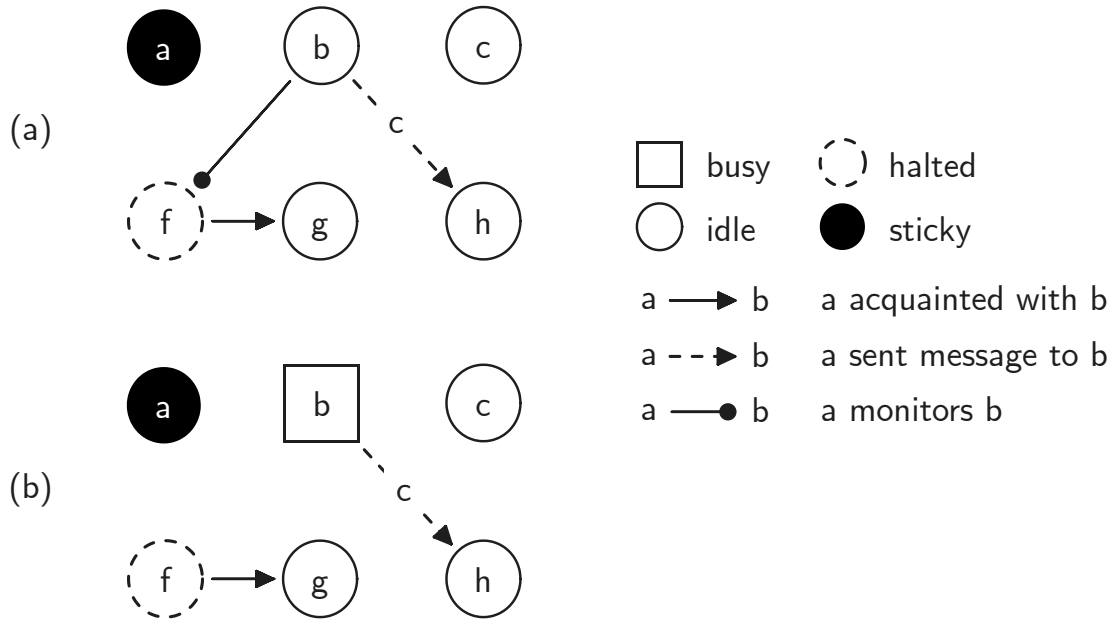 a b c
(a)
c
f g h
a b c
(b)
c
f g h
busy halted
idle sticky
a b a acquainted with b
a b a sent message to b
a b a monitors b